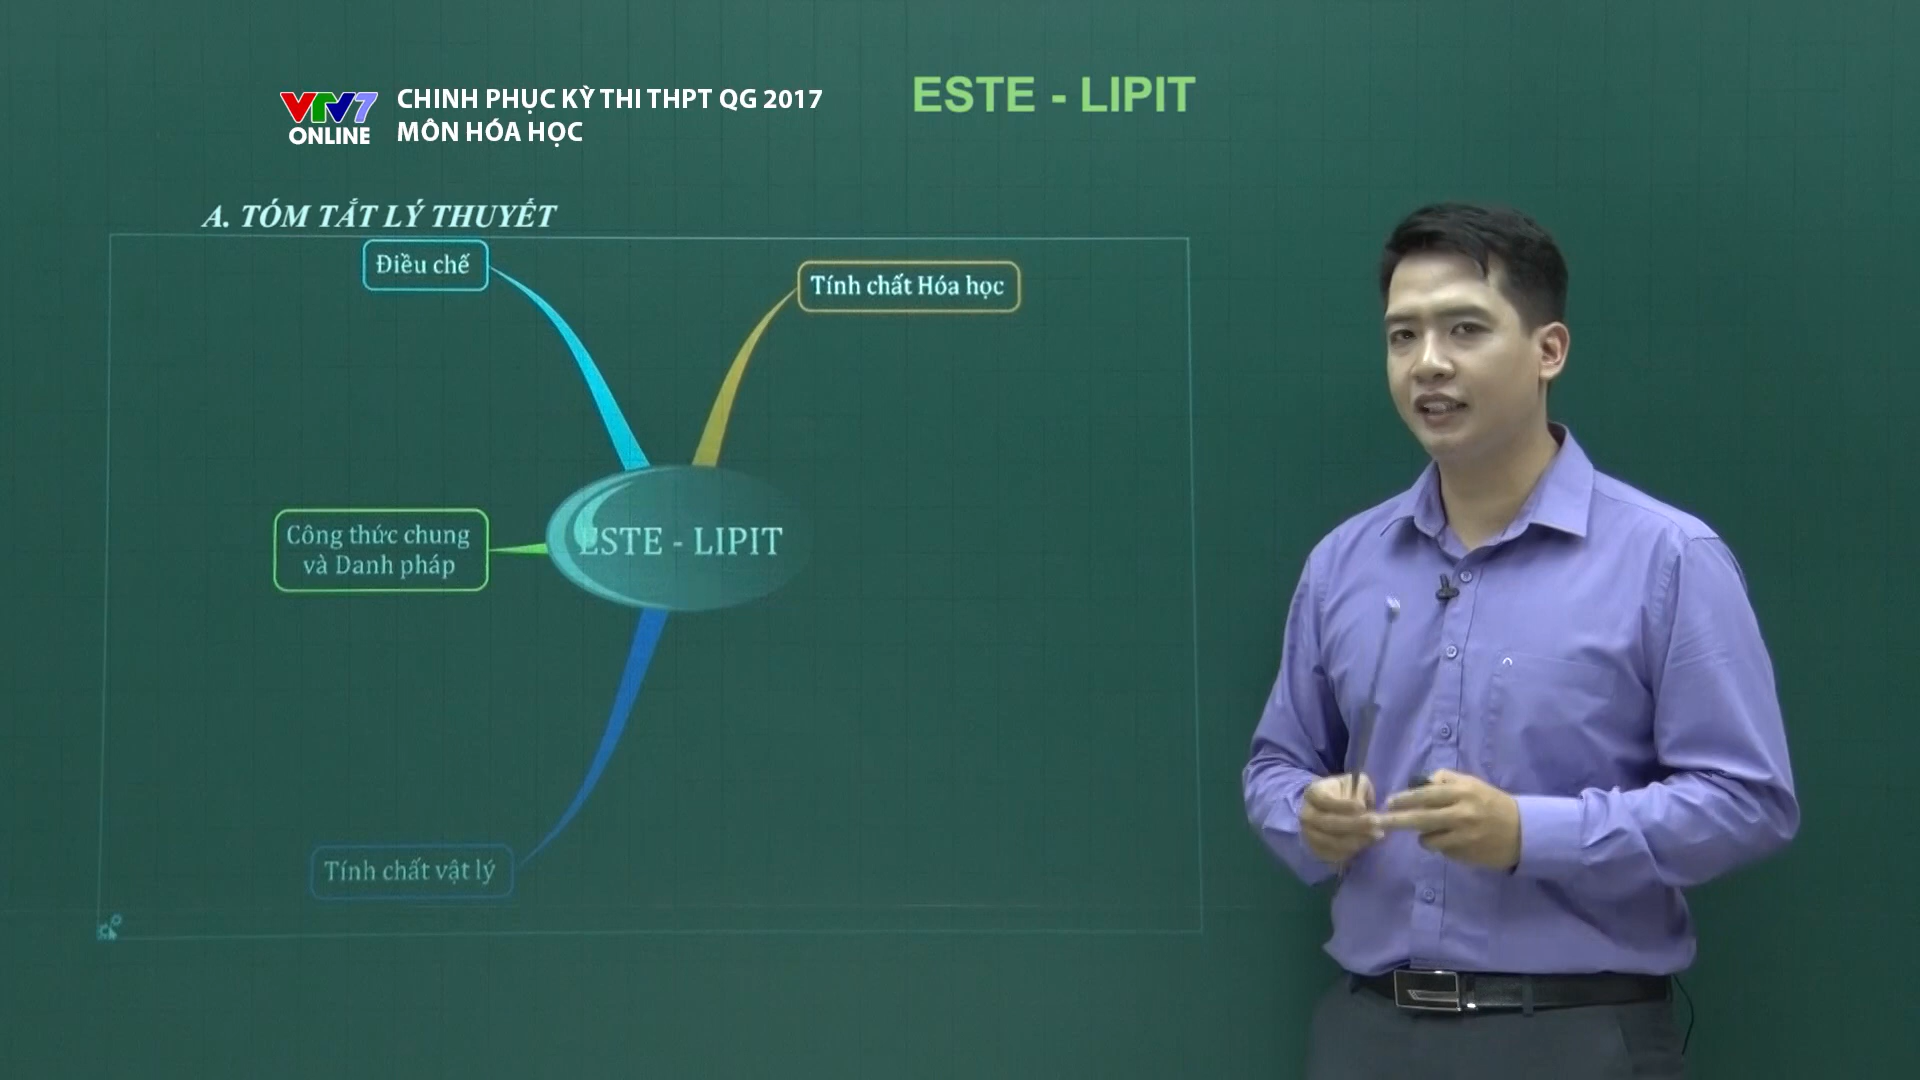 VTV7
ONLINE
CHINH PHỤC KỲ THI THPT QG 2017
MÔN HÓA HỌC
ESTE - LIPIT
A. TÓM TẮT LÝ THUYẾT
Điều chế
Tính chất Hóa học
Công thức chung
và Danh pháp
ESTE - LIPIT
Tính chất vật lý